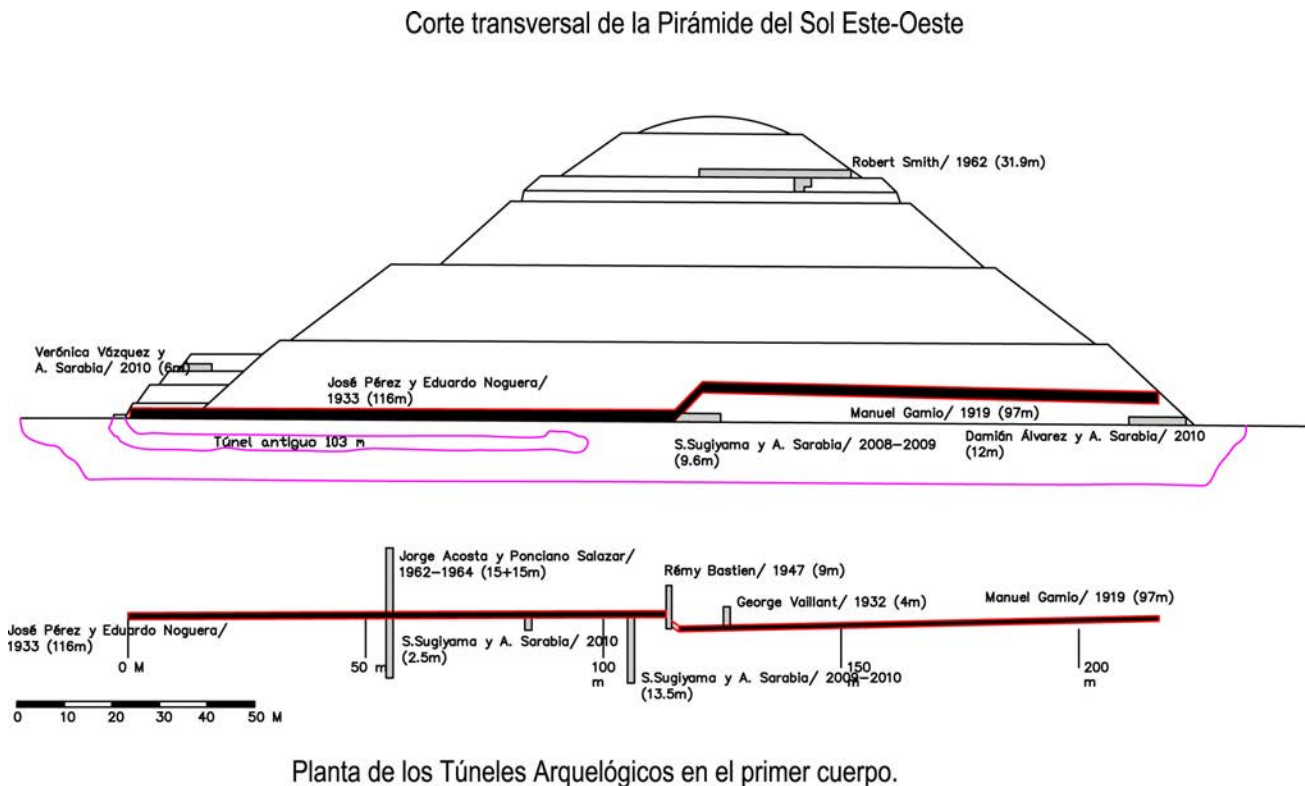 Corte transversal de la Pirámide del Sol Este-Oeste
Robert Smith/ 1962 (31.9m)
Verónica Vázquez y
A. Sarabia/ 2010 (6m)
José Pérez y Eduardo Noguera/
1933 (116m)
Manuel Gamio/ 1919 (97m)
Túnel antiguo 103 m
S.Sugiyama y A. Sarabia/ 2008-2009
(9.6m)
Damián Álvarez y A. Sarabia/ 2010
(12m)
Jorge Acosta y Ponciano Salazar/
1962-1964 (15+15m)
Rémy Bastien/ 1947 (9m)
George Vaillant/ 1932 (4m)
Manuel Gamio/ 1919 (97m)
José Pérez y Eduardo Noguera/
1933 (116m)
S.Sugiyama y A. Sarabia/ 2010
(2.5m)
S.Sugiyama y A. Sarabia/ 2009-2010
(13.5m)
0 M
50 m
100
m
150
m
200
m
0 10 20 30 40 50 M
Planta de los Túneles Arquelógicos en el primer cuerpo.